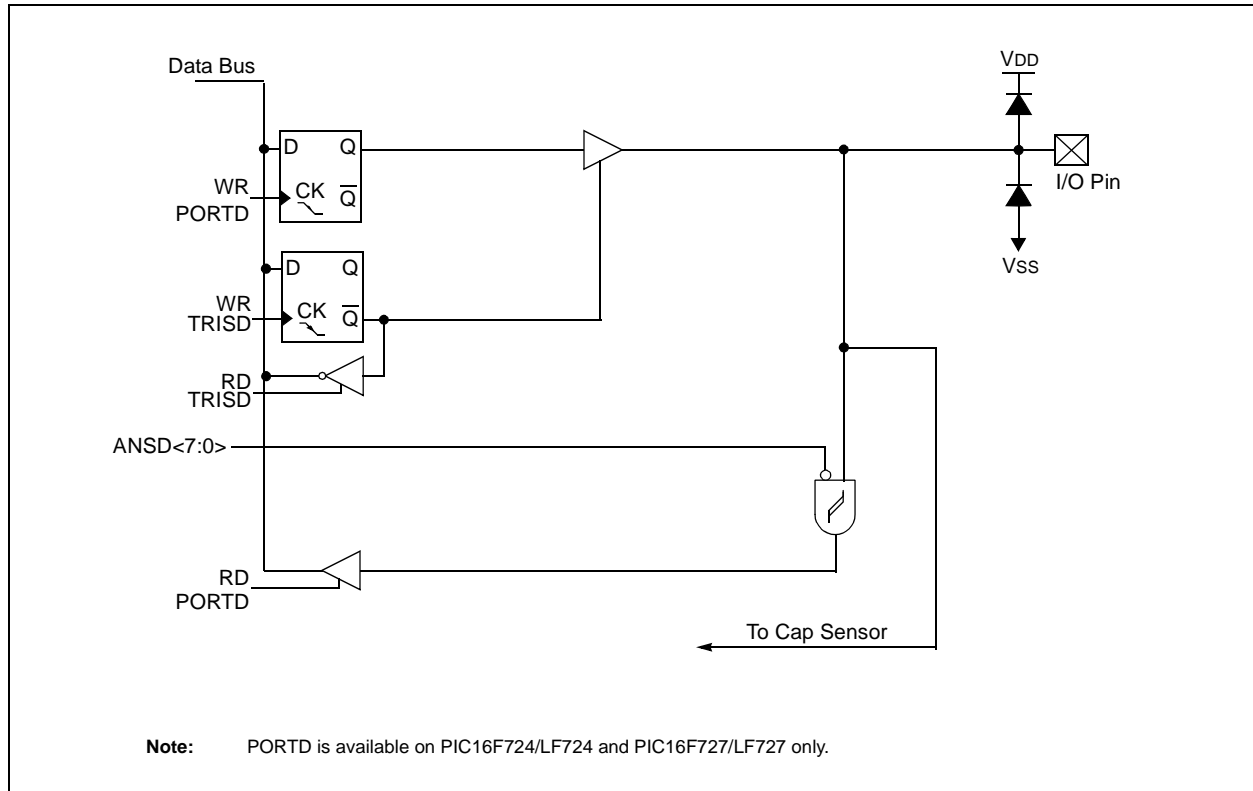 Data Bus
VDD
D Q
WR
PORTD
CK Q
I/O Pin
VSS
D Q
WR
TRISD
CK Q
RD
TRISD
ANSD<7:0>
RD
PORTD
To Cap Sensor
Note: PORTD is available on PIC16F724/LF724 and PIC16F727/LF727 only.